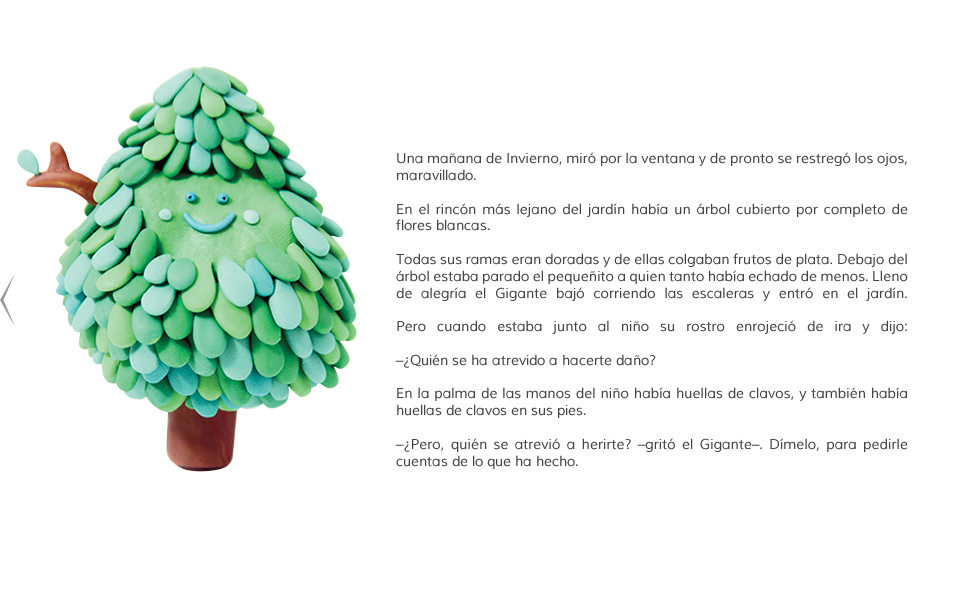 Una mañana de Invierno, miró por la ventana y de pronto se restregó los ojos,
maravillado.
En el rincón más lejano del jardín había un árbol cubierto por completo de
flores blancas.
Todas sus ramas eran doradas y de ellas colgaban frutos de plata. Debajo del
árbol estaba parado el pequeñito a quien tanto había echado de menos. Lleno
de alegría el Gigante bajó corriendo las escaleras y entró en el jardín.
Pero cuando estaba junto al niño su rostro enrojeció de ira y dijo:
–¿Quién se ha atrevido a hacerte daño?
En la palma de las manos del niño había huellas de clavos, y también había
huellas de clavos en sus pies.
–¿Pero, quién se atrevió a herirte? –gritó el Gigante–. Dímelo, para pedirle
cuentas de lo que ha hecho.